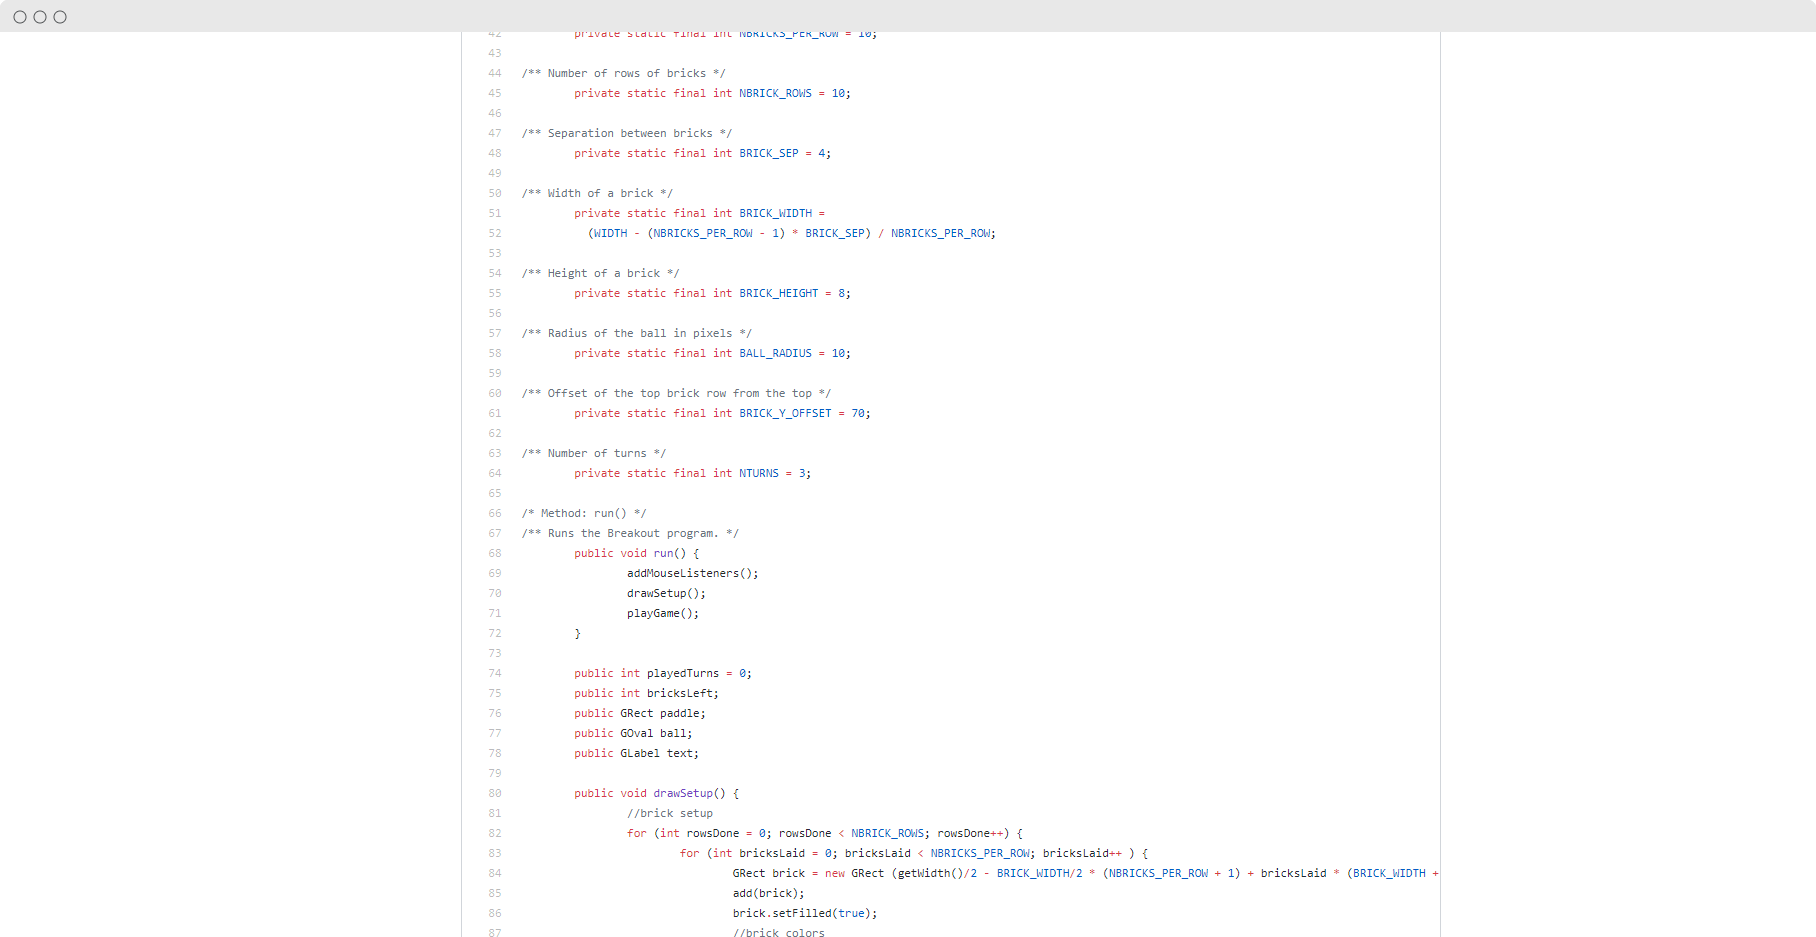 42 private static final int NBRICKS_PER_ROW = 10;
43
44 /** Number of rows of bricks */
45 private static final int NBRICK_ROWS = 10;
46
47 /** Separation between bricks */
48 private static final int BRICK_SEP = 4;
49
50 /** Width of a brick */
51 private static final int BRICK_WIDTH =
52 (WIDTH - (NBRICKS_PER_ROW - 1) * BRICK_SEP) / NBRICKS_PER_ROW;
53
54 /** Height of a brick */
55 private static final int BRICK_HEIGHT = 8;
56
57 /** Radius of the ball in pixels */
58 private static final int BALL_RADIUS = 10;
59
60 /** Offset of the top brick row from the top */
61 private static final int BRICK_Y_OFFSET = 70;
62
63 /** Number of turns */
64 private static final int NTURNS = 3;
65
66 /* Method: run() */
67 /** Runs the Breakout program. */
68 public void run() {
69 addMouseListeners();
70 drawSetup();
71 playGame();
72 }
73
74 public int playedTurns = 0;
75 public int bricksLeft;
76 public GRect paddle;
77 public GOval ball;
78 public GLabel text;
79
80 public void drawSetup() {
81 //brick setup
82 for (int rowsDone = 0; rowsDone < NBRICK_ROWS; rowsDone++) {
83 for (int bricksLaid = 0; bricksLaid < NBRICKS_PER_ROW; bricksLaid++ ) {
84 GRect brick = new GRect (getWidth()/2 - BRICK_WIDTH/2 * (NBRICKS_PER_ROW + 1) + bricksLaid * (BRICK_WIDTH +
85 add(brick);
86 brick.setFilled(true);
87 //brick colors